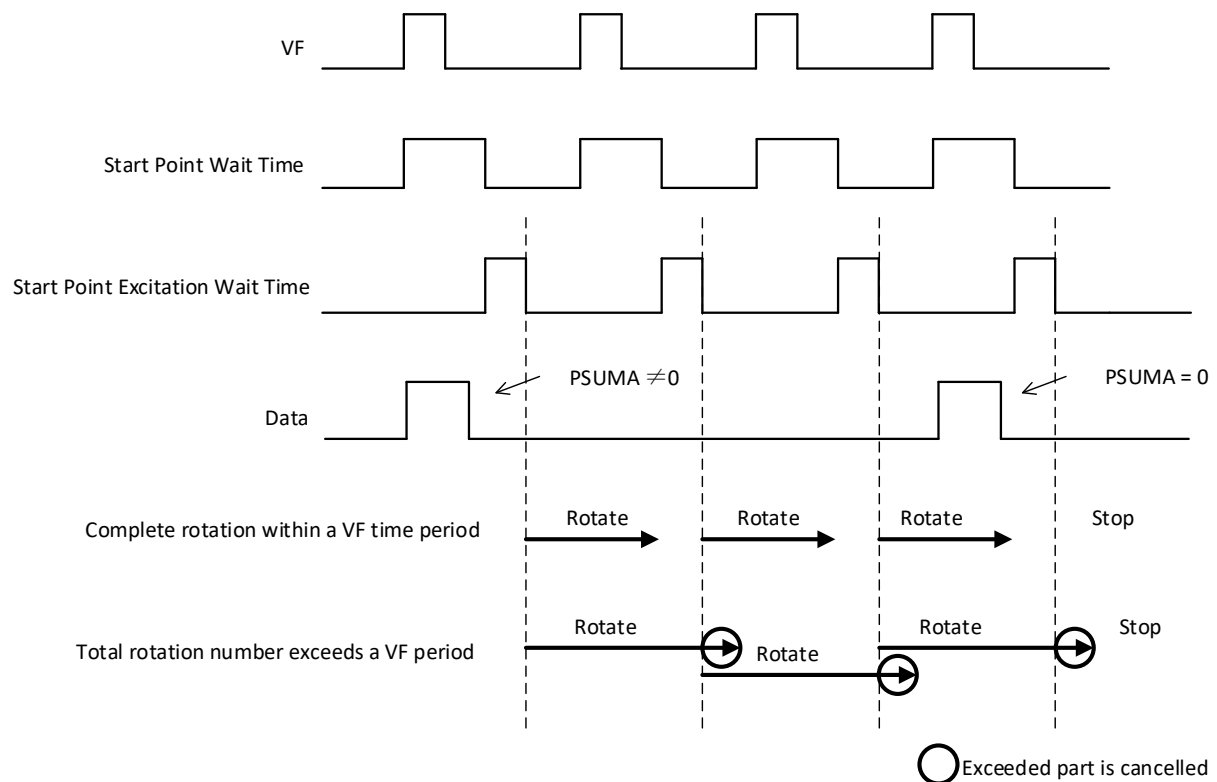 VF
Start Point Wait Time
Start Point Excitation Wait Time
PSUMA ≠0
PSUMA = 0
Data
Rotate
Rotate
Rotate
Stop
Complete rotation within a VF time period
Rotate
Rotate
Stop
Total rotation number exceeds a VF period
Rotate
Exceeded part is cancelled